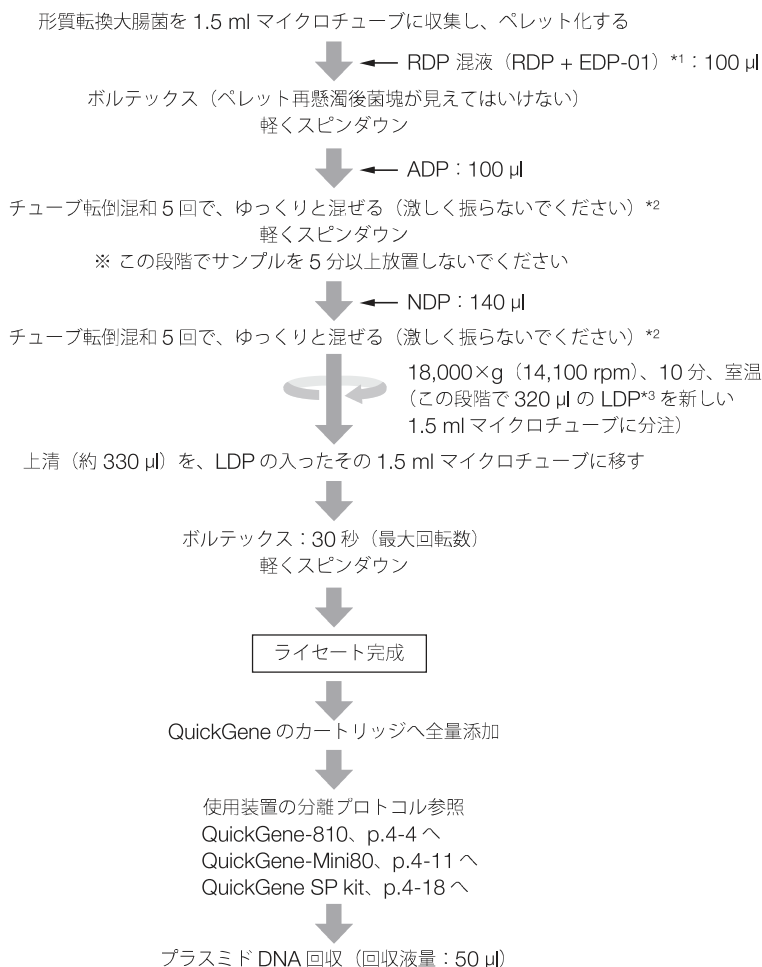 形質転換大腸菌を 1.5 ml マイクロチューブに収集し、ペレット化する
RDP 混液（RDP + EDP-01）*1：100 µl
ボルテックス（ペレット再懸濁後菌塊が見えてはいけない）
軽くスピンダウン
ADP：100 µl
チューブ転倒混和 5 回で、ゆっくりと混ぜる（激しく振らないでください）*2
軽くスピンダウン
※ この段階でサンプルを 5 分以上放置しないでください
NDP：140 µl
チューブ転倒混和 5 回で、ゆっくりと混ぜる（激しく振らないでください）*2
18,000×g（14,100 rpm）、10 分、室温
（この段階で 320 µl の LDP*3 を新しい
1.5 ml マイクロチューブに分注）
上清（約 330 µl）を、LDP の入ったその 1.5 ml マイクロチューブに移す
ボルテックス：30 秒（最大回転数）
軽くスピンダウン
ライセート完成
QuickGene のカートリッジへ全量添加
使用装置の分離プロトコル参照
QuickGene-810、p.4-4 へ
QuickGene-Mini80、p.4-11 へ
QuickGene SP kit、p.4-18 へ
プラスミド DNA 回収（回収液量：50 µl）